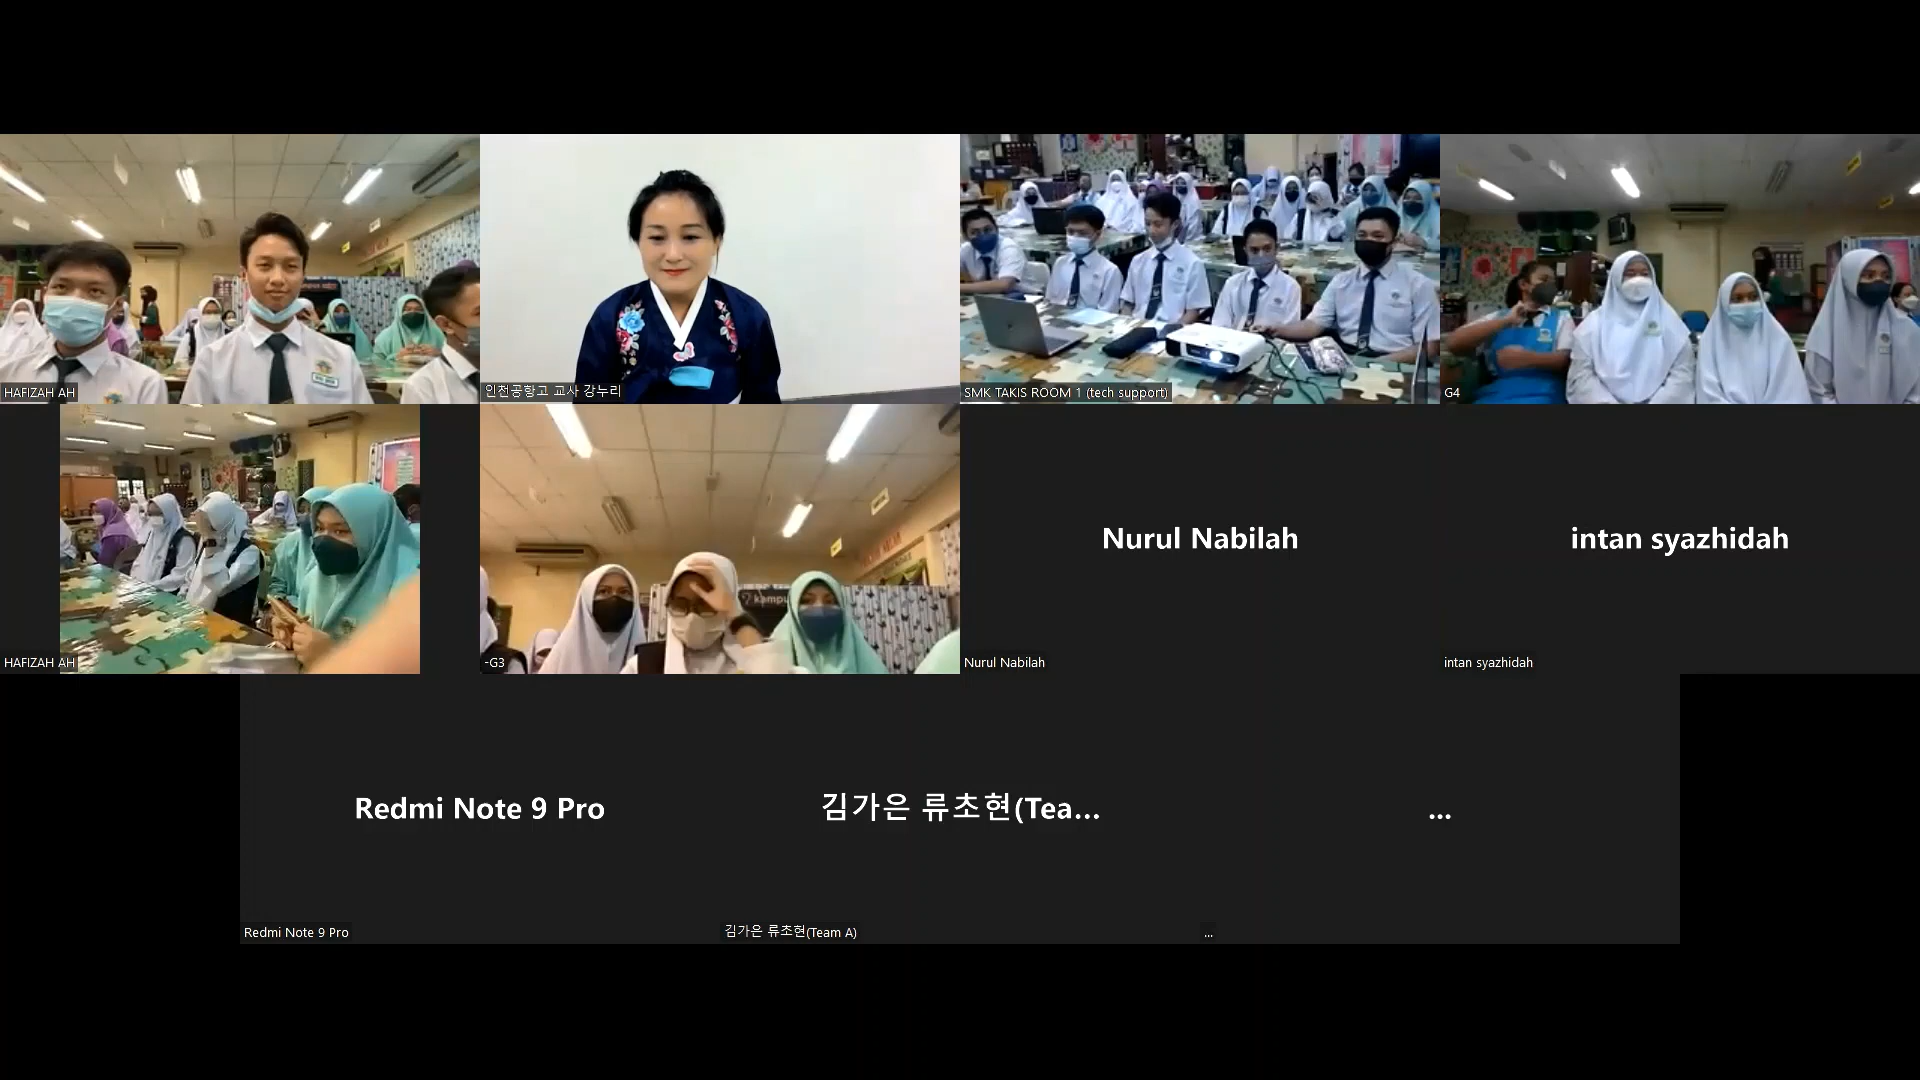 HAFIZAH AH
인천공항고 교사 강누리
SMK TAKIS ROOM 1 (tech support)
G4
HAFIZAH AH
-G3
Nurul Nabilah
Nurul Nabilah
intan syazhidah
intan syazhidah
Redmi Note 9 Pro
Redmi Note 9 Pro
김가은 류초현(Tea...
김가은 류초현(Team A)
...
...